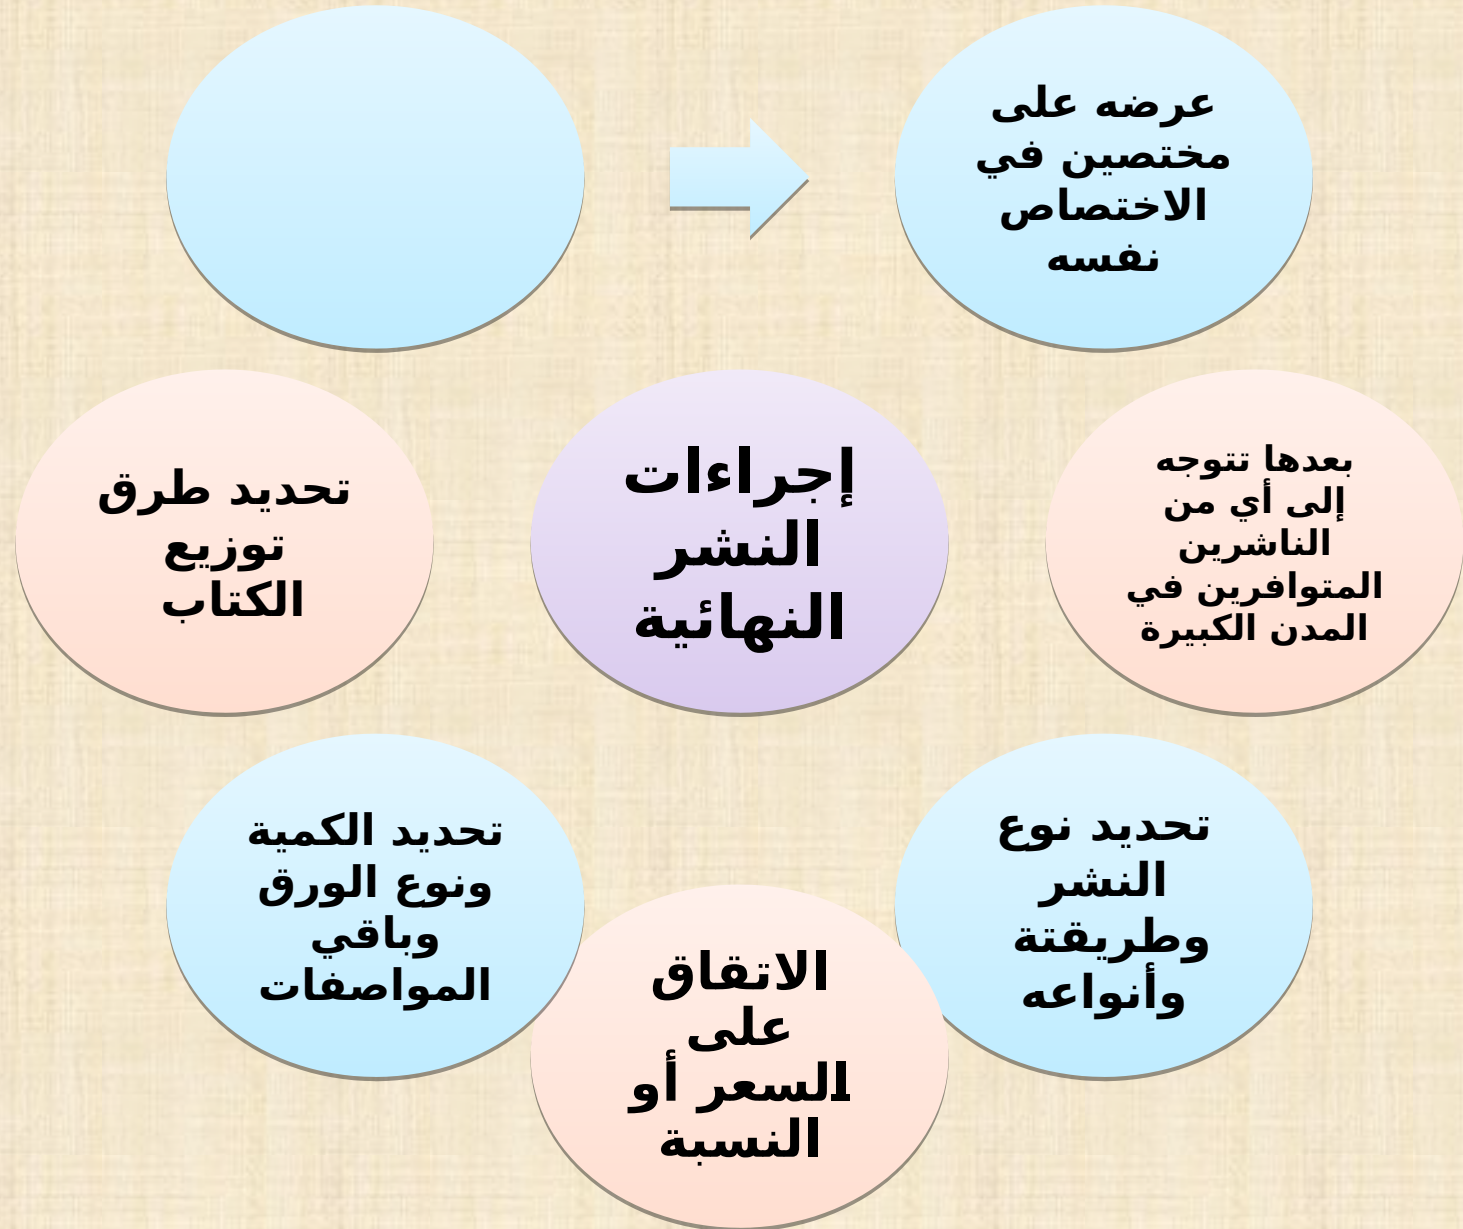 عرضه على
مختصين في
الاختصاص
نفسه
بعدها تتوجه
إلى أي من
الناشرين
المتوافرين في
المدن الكبيرة
إجراءات
النشر
النهائية
تحديد طرق
توزيع
الكتاب
تحديد نوع
النشر
وطريقتة
وأنواعه
الاتقاق
على
السعر أو
النسبة
تحديد الكمية
ونوع الورق
وباقي
المواصفات